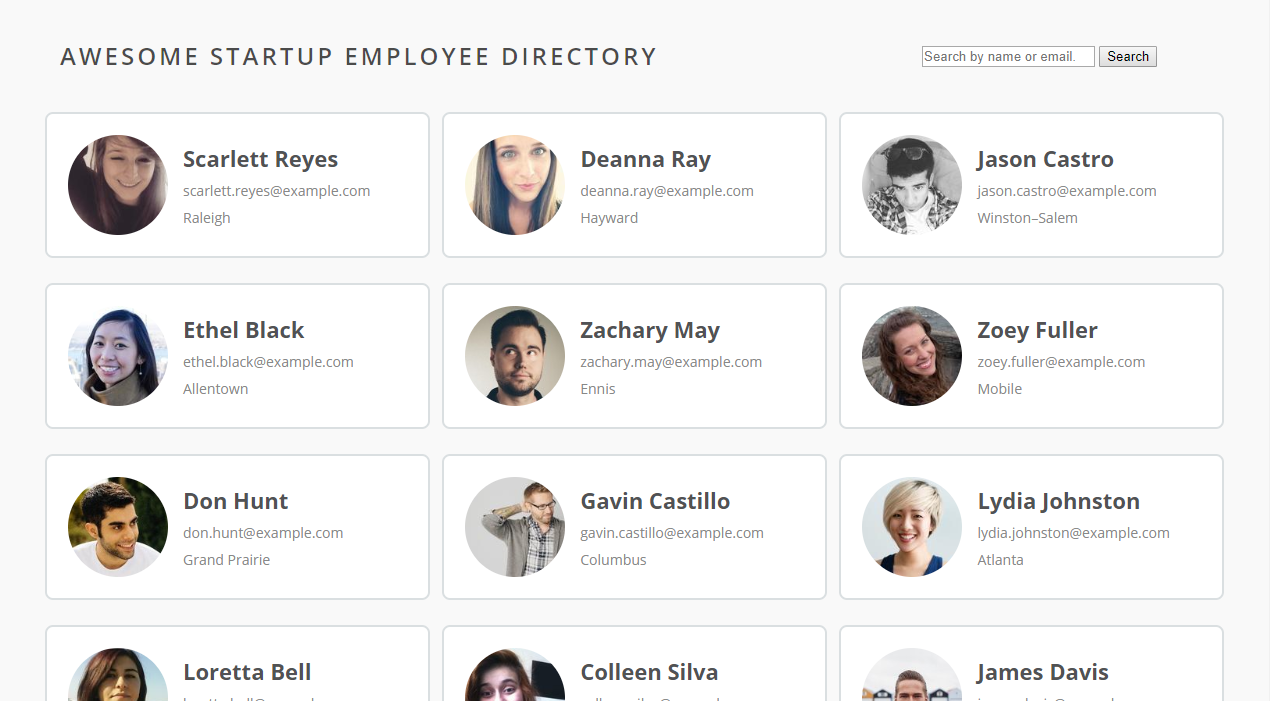 AWESOME STARTUP EMPLOYEE DIRECTORY
Search by name or email.
Search
Scarlett Reyes
scarlett.reyes@example.com
Raleigh
Deanna Ray
deanna.ray@example.com
Hayward
Jason Castro
jason.castro@example.com
Winston–Salem
Ethel Black
ethel.black@example.com
Allentown
Zachary May
zachary.may@example.com
Ennis
Zoey Fuller
zoey.fuller@example.com
Mobile
Don Hunt
don.hunt@example.com
Grand Prairie
Gavin Castillo
gavin.castillo@example.com
Columbus
Lydia Johnston
lydia.johnston@example.com
Atlanta
Loretta Bell
Colleen Silva
James Davis